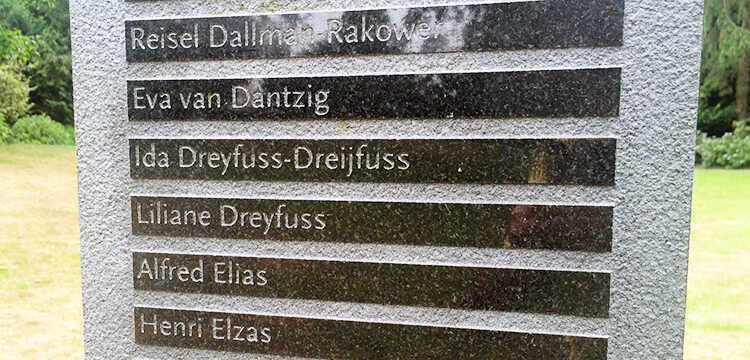 Reisel Dallman-Rakower
Eva van Dantzig
Ida Dreyfuss-Dreijfuss
Liliane Dreyfuss
Alfred Elias
Henri Elzas